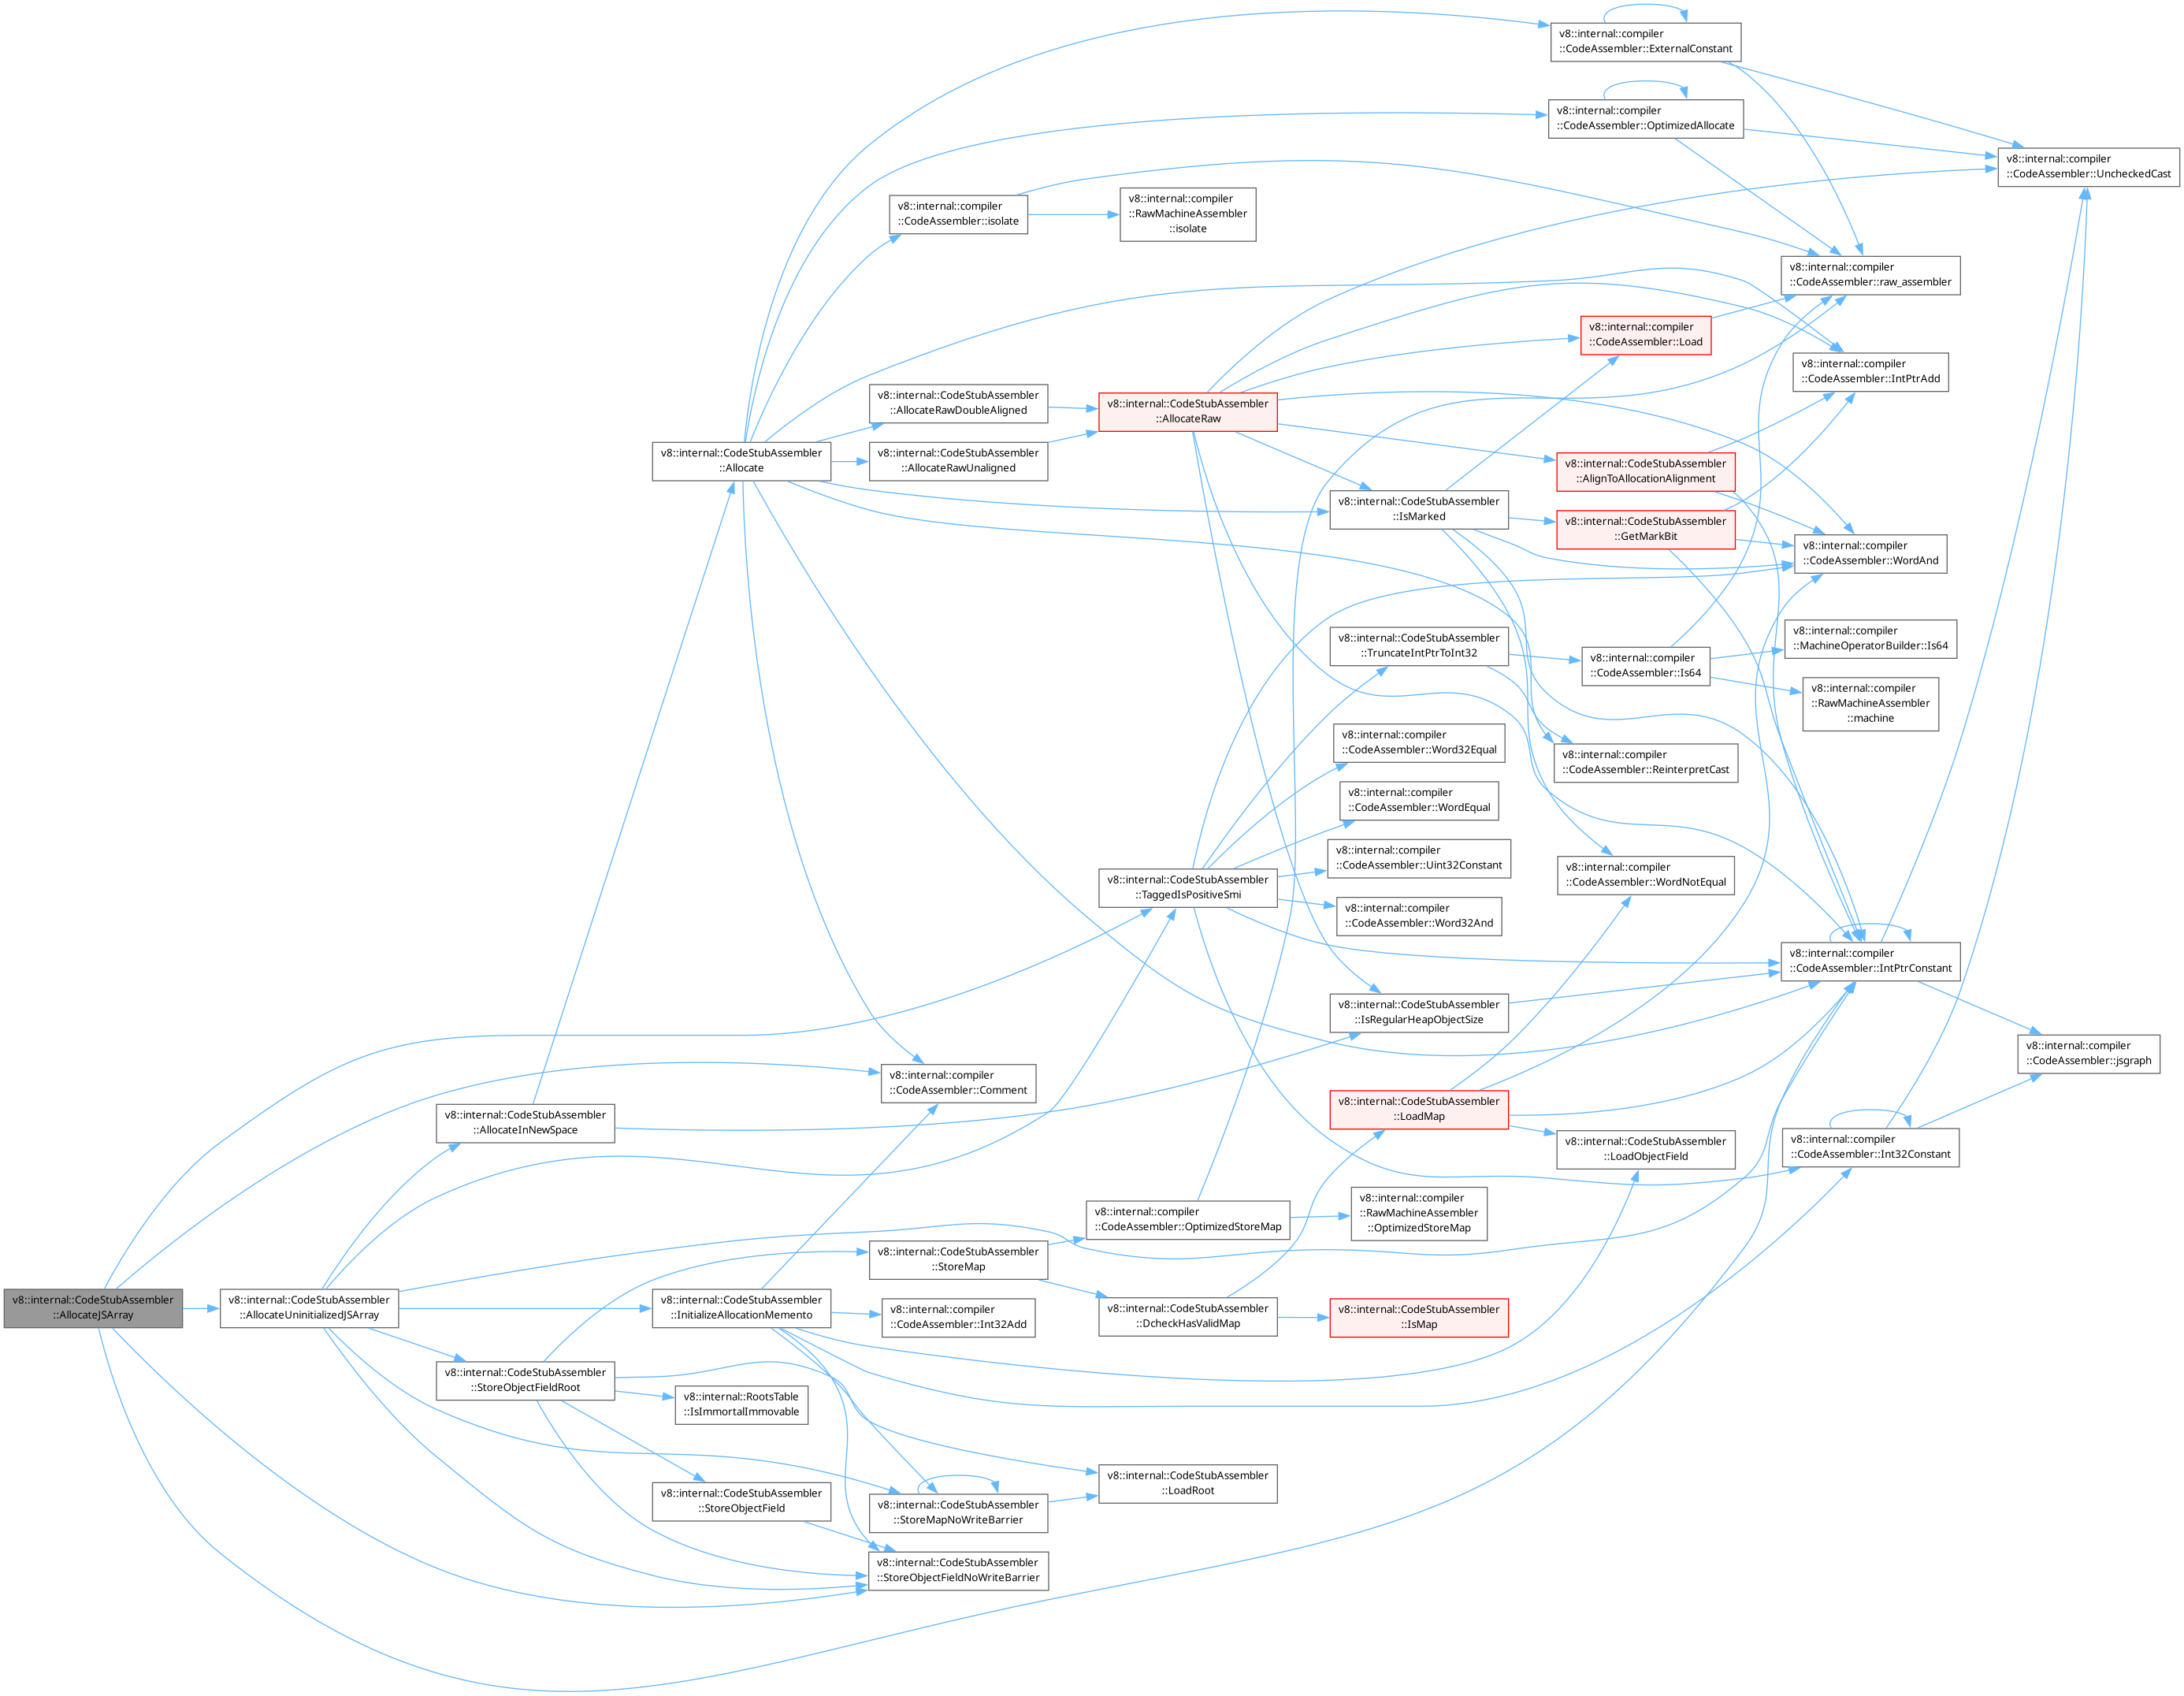 v8::internal::CodeStubAssembler
::AllocateJSArray
v8::internal::CodeStubAssembler
::AllocateUninitializedJSArray
v8::internal::CodeStubAssembler
::AllocateInNewSpace
v8::internal::CodeStubAssembler
::StoreObjectFieldRoot
v8::internal::CodeStubAssembler
::Allocate
v8::internal::CodeStubAssembler
::InitializeAllocationMemento
v8::internal::RootsTable
::IsImmortalImmovable
v8::internal::CodeStubAssembler
::StoreObjectField
v8::internal::compiler
::CodeAssembler::isolate
v8::internal::CodeStubAssembler
::AllocateRawDoubleAligned
v8::internal::CodeStubAssembler
::AllocateRawUnaligned
v8::internal::compiler
::CodeAssembler::Comment
v8::internal::CodeStubAssembler
::StoreMap
v8::internal::compiler
::CodeAssembler::Int32Add
v8::internal::CodeStubAssembler
::StoreMapNoWriteBarrier
v8::internal::CodeStubAssembler
::StoreObjectFieldNoWriteBarrier
v8::internal::compiler
::RawMachineAssembler
::isolate
v8::internal::CodeStubAssembler
::AllocateRaw
v8::internal::CodeStubAssembler
::TaggedIsPositiveSmi
v8::internal::compiler
::CodeAssembler::OptimizedStoreMap
v8::internal::CodeStubAssembler
::DcheckHasValidMap
v8::internal::CodeStubAssembler
::LoadRoot
v8::internal::CodeStubAssembler
::IsMarked
v8::internal::CodeStubAssembler
::TruncateIntPtrToInt32
v8::internal::compiler
::CodeAssembler::Word32Equal
v8::internal::compiler
::CodeAssembler::WordEqual
v8::internal::compiler
::CodeAssembler::Uint32Constant
v8::internal::compiler
::CodeAssembler::Word32And
v8::internal::CodeStubAssembler
::IsRegularHeapObjectSize
v8::internal::CodeStubAssembler
::LoadMap
v8::internal::compiler
::RawMachineAssembler
::OptimizedStoreMap
v8::internal::CodeStubAssembler
::IsMap
v8::internal::compiler
::CodeAssembler::ExternalConstant
v8::internal::compiler
::CodeAssembler::OptimizedAllocate
v8::internal::compiler
::CodeAssembler::Load
v8::internal::CodeStubAssembler
::AlignToAllocationAlignment
v8::internal::CodeStubAssembler
::GetMarkBit
v8::internal::compiler
::CodeAssembler::Is64
v8::internal::compiler
::CodeAssembler::ReinterpretCast
v8::internal::compiler
::CodeAssembler::WordNotEqual
v8::internal::CodeStubAssembler
::LoadObjectField
v8::internal::compiler
::CodeAssembler::raw_assembler
v8::internal::compiler
::CodeAssembler::IntPtrAdd
v8::internal::compiler
::CodeAssembler::WordAnd
v8::internal::compiler
::MachineOperatorBuilder::Is64
v8::internal::compiler
::RawMachineAssembler
::machine
v8::internal::compiler
::CodeAssembler::IntPtrConstant
v8::internal::compiler
::CodeAssembler::Int32Constant
v8::internal::compiler
::CodeAssembler::UncheckedCast
v8::internal::compiler
::CodeAssembler::jsgraph